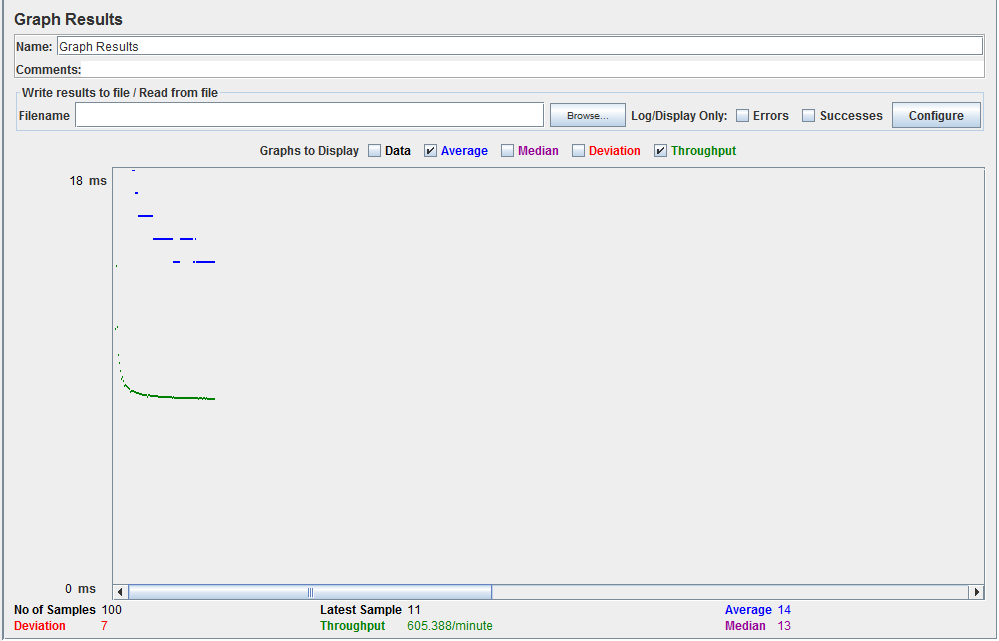 Graph Results
Name: Graph Results
Comments:
Write results to file / Read from file
Filename Browse... Log/Display Only: Errors Successes Configure
Graphs to Display Data Average Median Deviation Throughput
18 ms
0 ms
No of Samples 100 Latest Sample 11 Average 14
Deviation 7 Throughput 605.388/minute Median 13